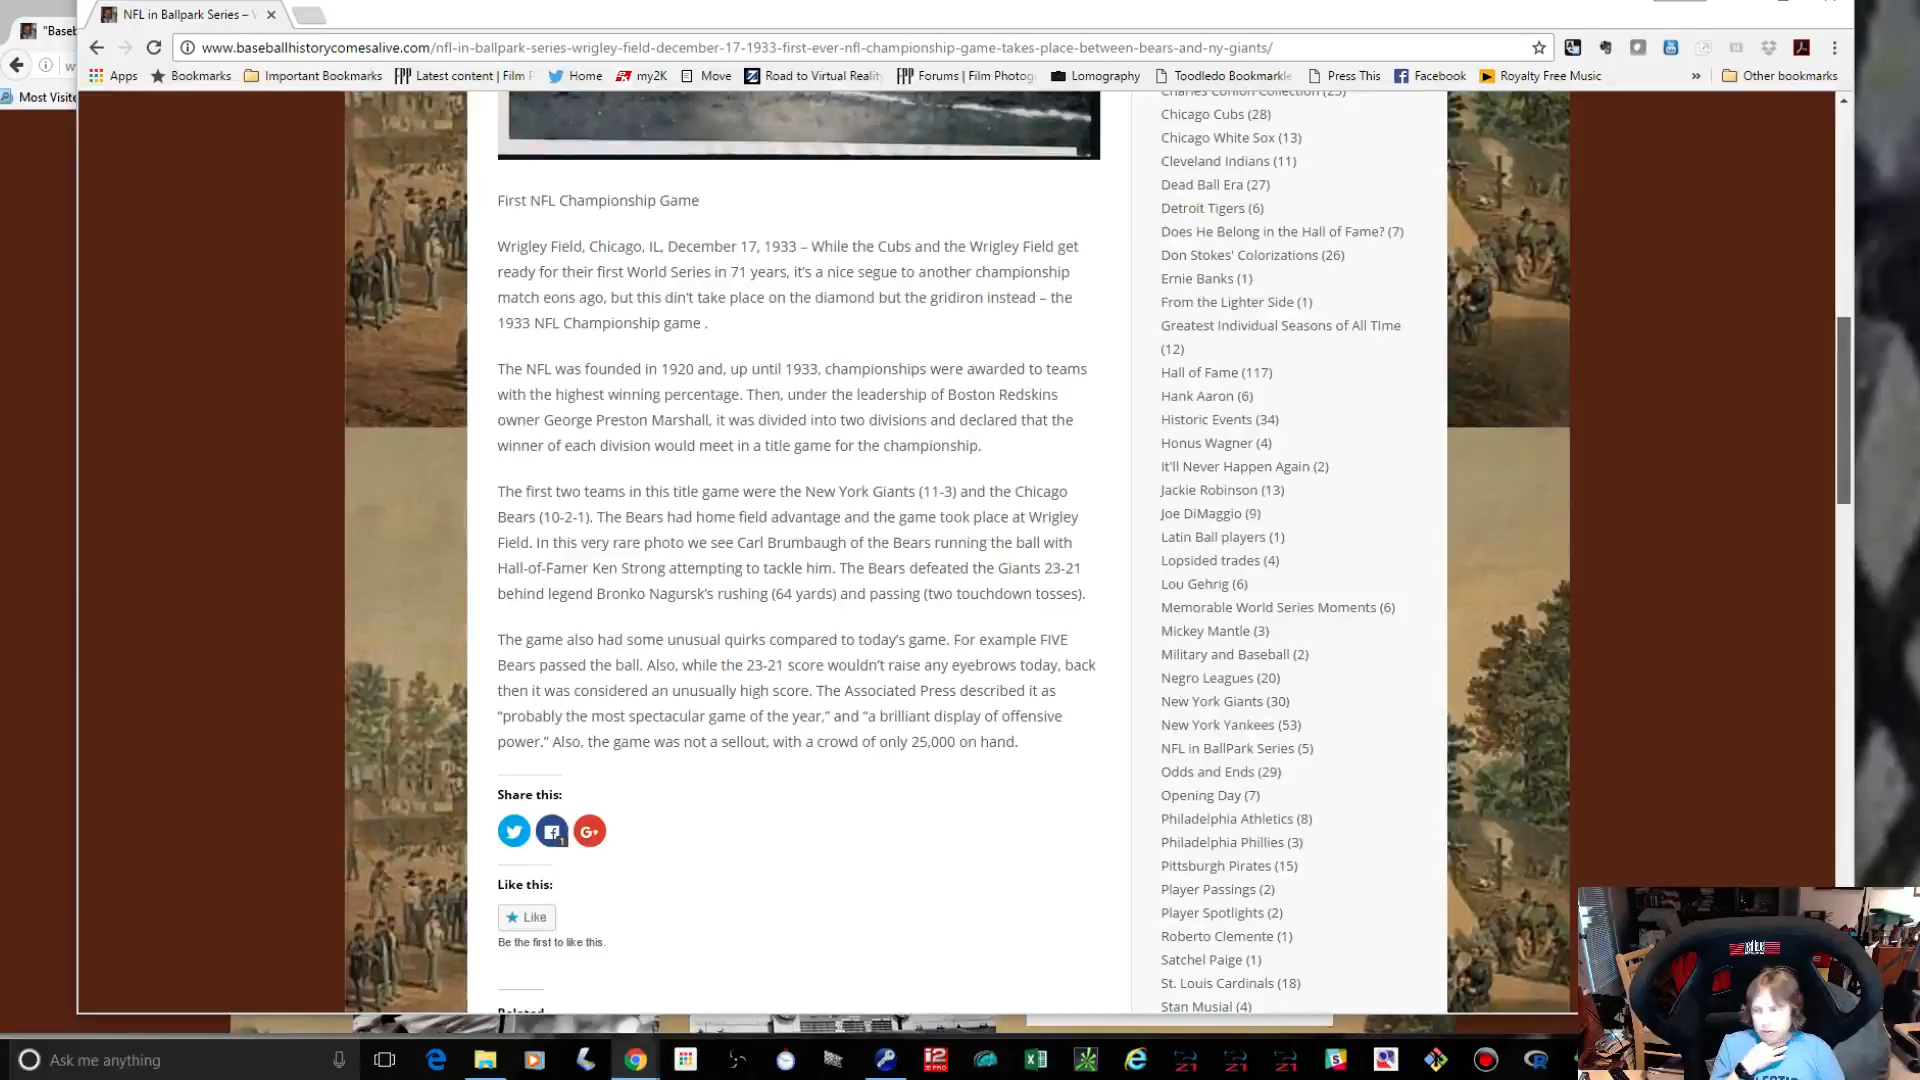 NFL in Ballpark Series –
"Baseb
www.baseballhistorycomesalive.com/nfl-in-ballpark-series-wrigley-field-december-17-1933-first-ever-nfl-championship-game-takes-place-between-bears-and-ny-giants/
Apps
Bookmarks
Important Bookmarks
Latest content | Film P
Home
my2K
Move
Road to Virtual Reality
Forums | Film Photog
Lomography
Toodledo Bookmarkle
Press This
Facebook
Royalty Free Music
»
Other bookmarks
Most Visite
First NFL Championship Game
Wrigley Field, Chicago, IL, December 17, 1933 – While the Cubs and the Wrigley Field get
ready for their first World Series in 71 years, it's a nice segue to another championship
match eons ago, but this din't take place on the diamond but the gridiron instead – the
1933 NFL Championship game .
The NFL was founded in 1920 and, up until 1933, championships were awarded to teams
with the highest winning percentage. Then, under the leadership of Boston Redskins
owner George Preston Marshall, it was divided into two divisions and declared that the
winner of each division would meet in a title game for the championship.
The first two teams in this title game were the New York Giants (11-3) and the Chicago
Bears (10-2-1). The Bears had home field advantage and the game took place at Wrigley
Field. In this very rare photo we see Carl Brumbaugh of the Bears running the ball with
Hall-of-Famer Ken Strong attempting to tackle him. The Bears defeated the Giants 23-21
behind legend Bronko Nagursk's rushing (64 yards) and passing (two touchdown tosses).
The game also had some unusual quirks compared to today's game. For example FIVE
Bears passed the ball. Also, while the 23-21 score wouldn't raise any eyebrows today, back
then it was considered an unusually high score. The Associated Press described it as
“probably the most spectacular game of the year,” and “a brilliant display of offensive
power.” Also, the game was not a sellout, with a crowd of only 25,000 on hand.
Share this:
1
Like this:
Like
Be the first to like this.
Related
Charles Conlon Collection (25)
Chicago Cubs (28)
Chicago White Sox (13)
Cleveland Indians (11)
Dead Ball Era (27)
Detroit Tigers (6)
Does He Belong in the Hall of Fame? (7)
Don Stokes' Colorizations (26)
Ernie Banks (1)
From the Lighter Side (1)
Greatest Individual Seasons of All TIme
(12)
Hall of Fame (117)
Hank Aaron (6)
Historic Events (34)
Honus Wagner (4)
It'll Never Happen Again (2)
Jackie Robinson (13)
Joe DiMaggio (9)
Latin Ball players (1)
Lopsided trades (4)
Lou Gehrig (6)
Memorable World Series Moments (6)
Mickey Mantle (3)
Military and Baseball (2)
Negro Leagues (20)
New York Giants (30)
New York Yankees (53)
NFL in BallPark Series (5)
Odds and Ends (29)
Opening Day (7)
Philadelphia Athletics (8)
Philadelphia Phillies (3)
Pittsburgh Pirates (15)
Player Passings (2)
Player Spotlights (2)
Roberto Clemente (1)
Satchel Paige (1)
St. Louis Cardinals (18)
Stan Musial (4)
Ask me anything